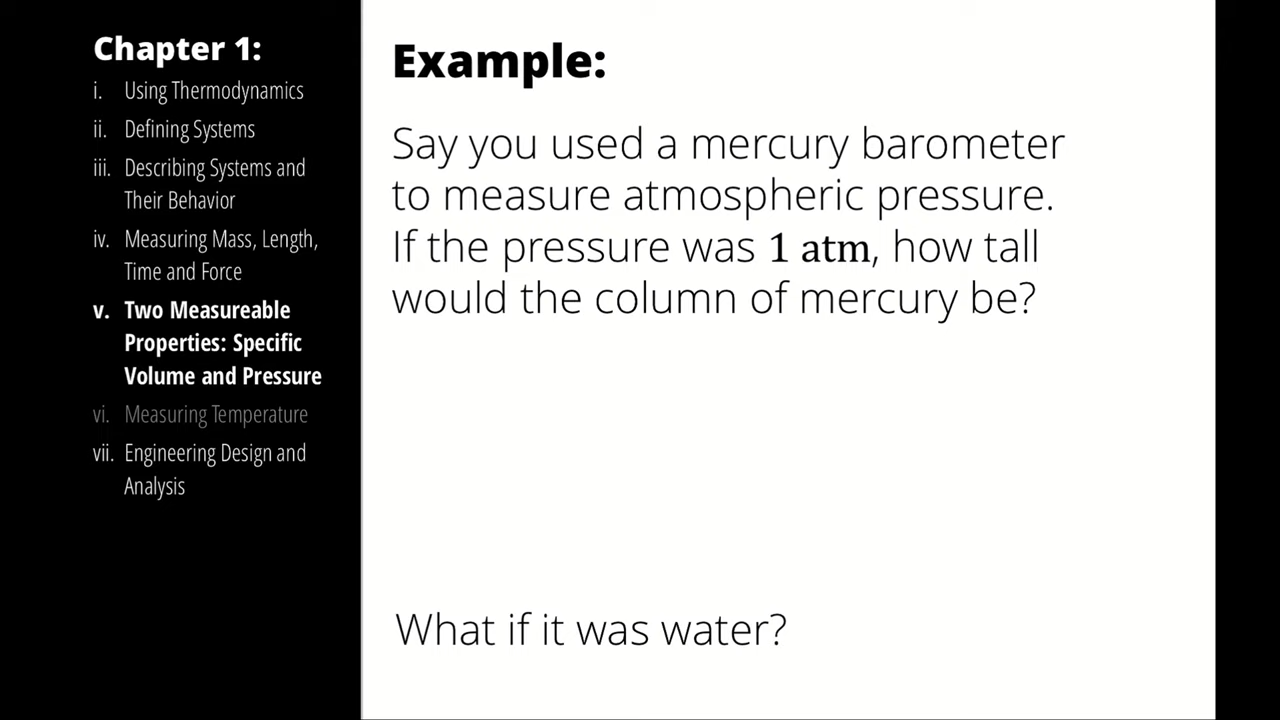 Chapter 1:
i. Using Thermodynamics
ii. Defining Systems
iii. Describing Systems and
Their Behavior
iv. Measuring Mass, Length,
Time and Force
v. Two Measureable
Properties: Specific
Volume and Pressure
vi. Measuring Temperature
vii. Engineering Design and
Analysis
Example:
Say you used a mercury barometer
to measure atmospheric pressure.
If the pressure was 1 atm, how tall
would the column of mercury be?
What if it was water?